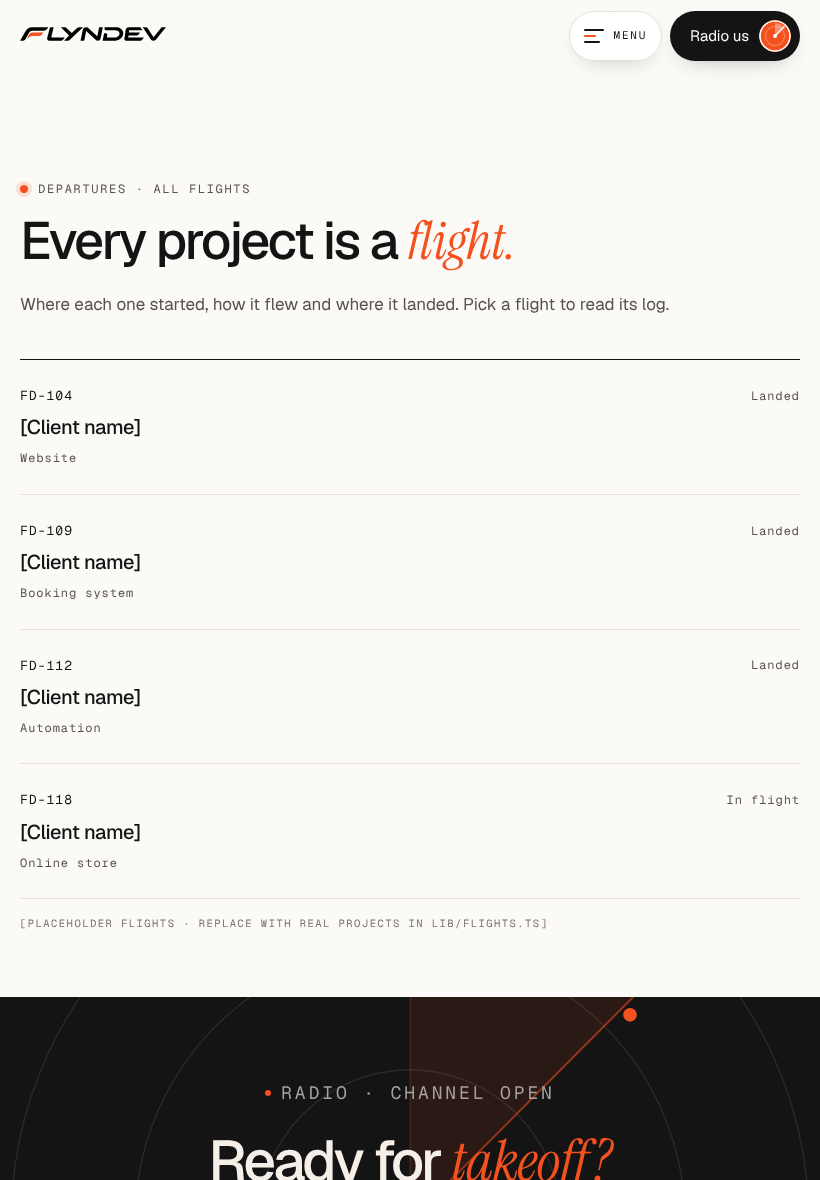 FLYNDEV
MENU
Radio us
DEPARTURES · ALL FLIGHTS
Every project is a flight.
Where each one started, how it flew and where it landed. Pick a flight to read its log.
FD-104
Landed
[Client name]
Website
FD-109
Landed
[Client name]
Booking system
FD-112
Landed
[Client name]
Automation
FD-118
In flight
[Client name]
Online store
[PLACEHOLDER FLIGHTS · REPLACE WITH REAL PROJECTS IN LIB/FLIGHTS.TS]
RADIO · CHANNEL OPEN
Ready for takeoff?